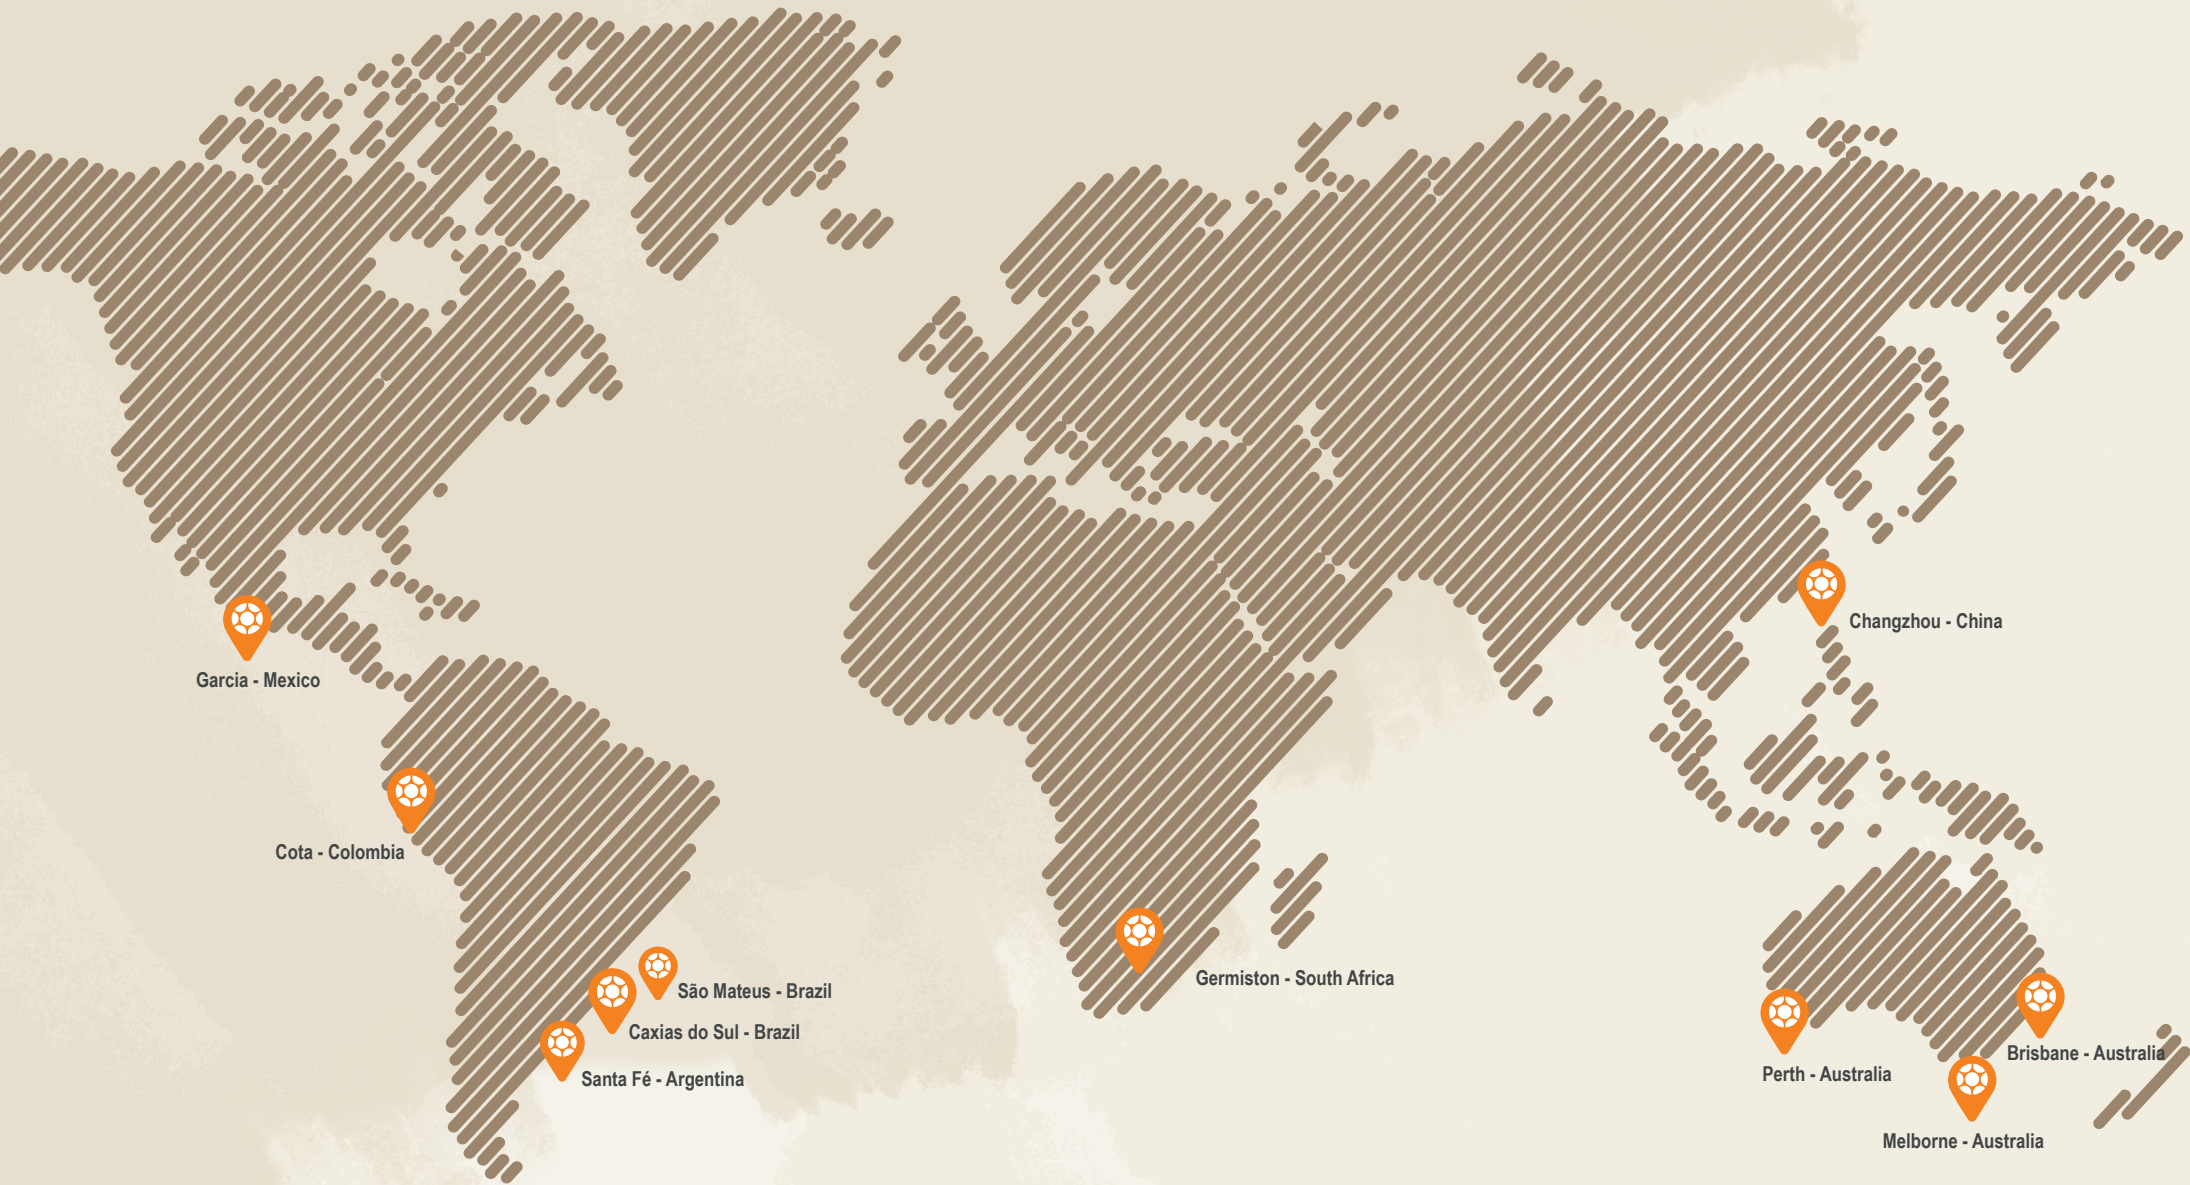 Changzhou - China
Garcia - Mexico
Cota - Colombia
Germiston - South Africa
São Mateus - Brazil
Caxias do Sul - Brazil
Brisbane - Australia
Perth - Australia
Santa Fé - Argentina
Melborne - Australia